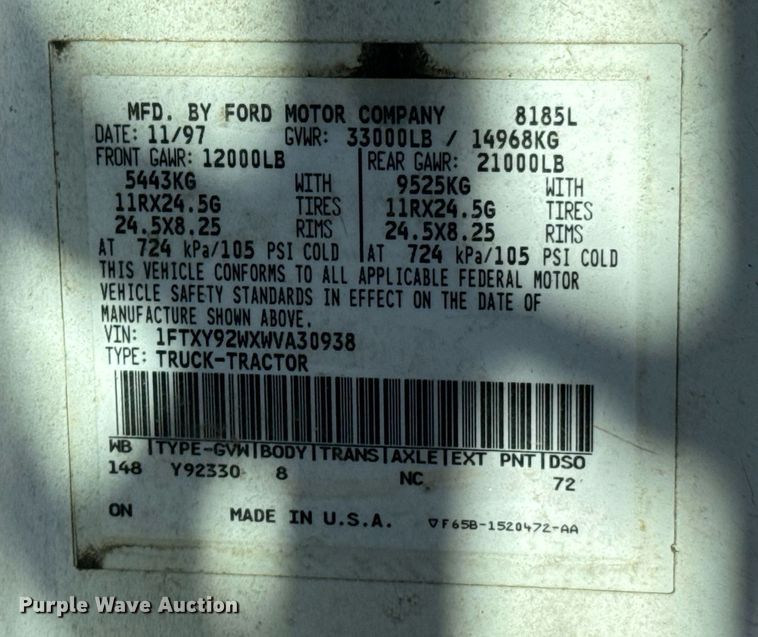 MFD. BY FORD MOTOR COMPANY 8185L
DATE: 11/97 GVWR: 33000LB / 14968KG
FRONT GAWR: 12000LB REAR GAWR: 21000LB
5443KG WITH 9525KG WITH
11RX24.5G TIRES 11RX24.5G TIRES
24.5X8.25 RIMS 24.5X8.25 RIMS
AT 724 kPa/105 PSI COLD AT 724 kPa/105 PSI COLD
THIS VEHICLE CONFORMS TO ALL APPLICABLE FEDERAL MOTOR
VEHICLE SAFETY STANDARDS IN EFFECT ON THE DATE OF
MANUFACTURE SHOWN ABOVE.
VIN: 1FTXY92WXWVA30938
TYPE: TRUCK-TRACTOR
WB |TYPE-GVW|BODY|TRANS|AXLE|EXT PNT|DSO
148 Y92330 8 NC 72
ON MADE IN U.S.A. F65B-1520472-AA
Purple Wave Auction